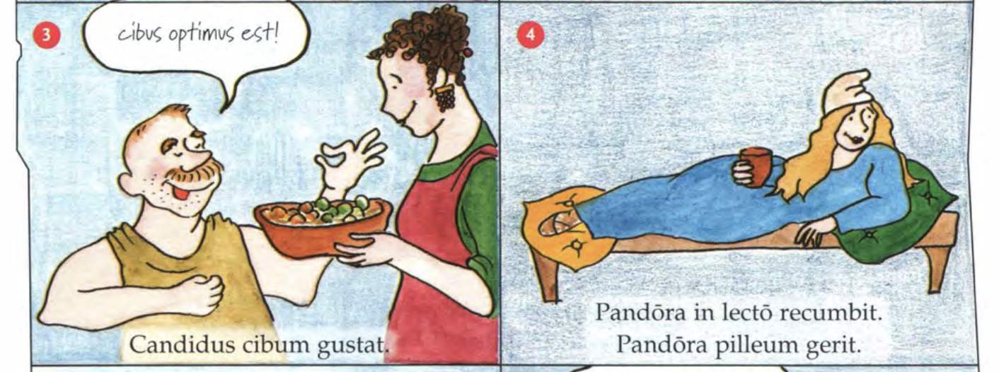 3
cibus optimus est!
Candidus cibum gustat.
4
Pandōra in lectō recumbit.
Pandōra pilleum gerit.